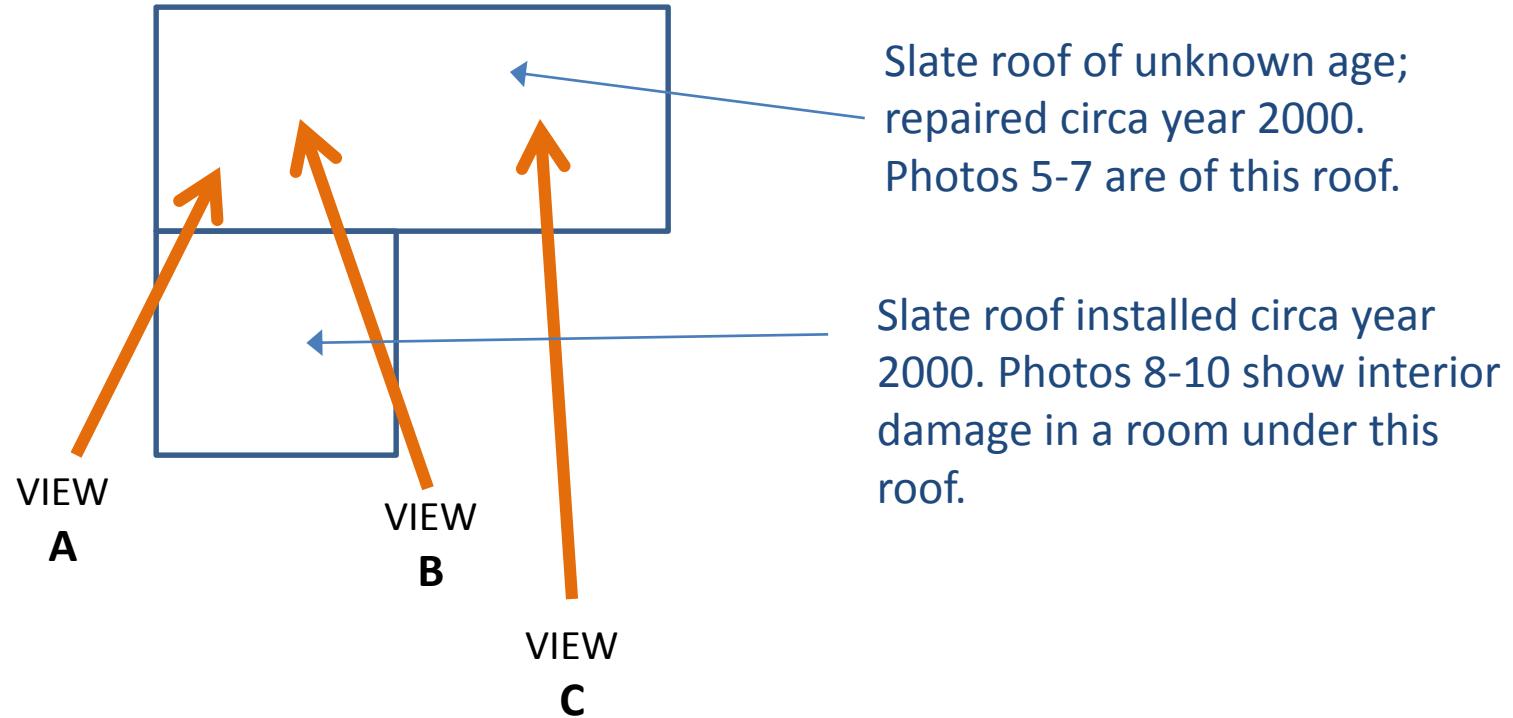 Slate roof of unknown age;
repaired circa year 2000.
Photos 5-7 are of this roof.
Slate roof installed circa year
2000. Photos 8-10 show interior
damage in a room under this
roof.
VIEW
A
VIEW
B
VIEW
C